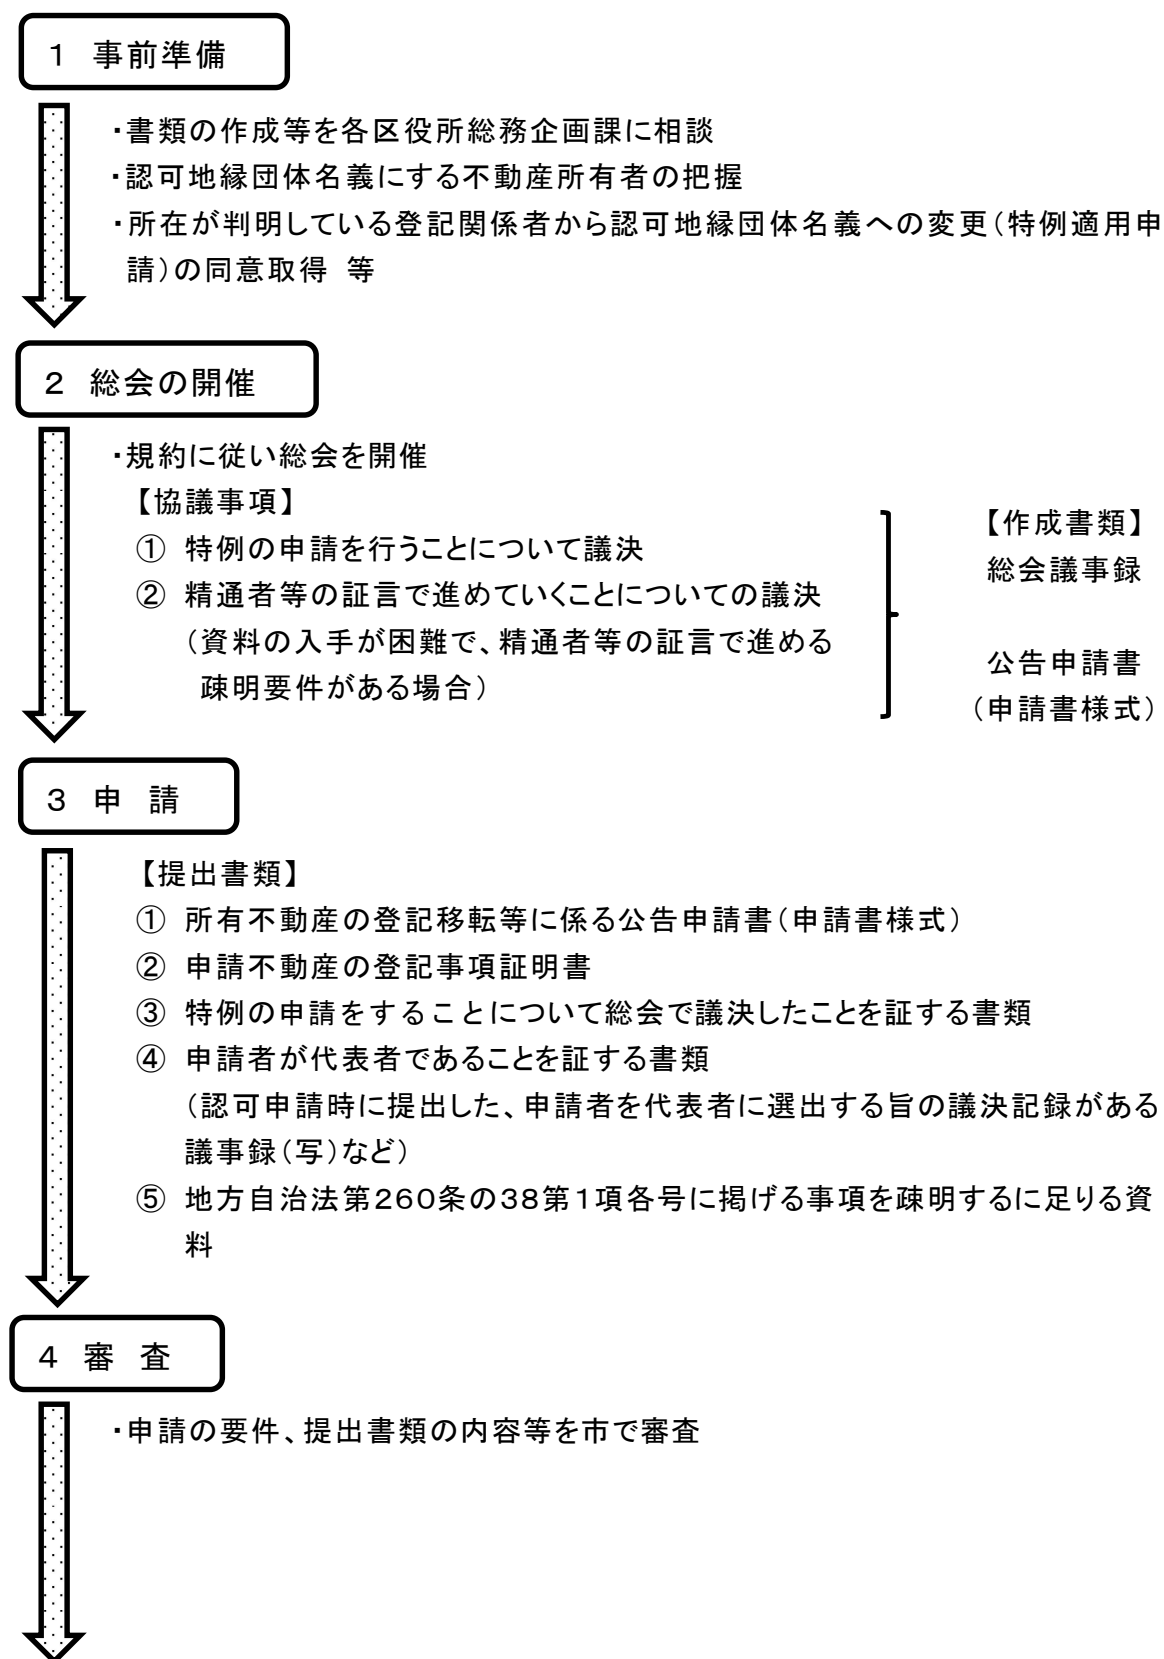 １　事前準備
・書類の作成等を各区役所総務企画課に相談
・認可地縁団体名義にする不動産所有者の把握
・所在が判明している登記関係者から認可地縁団体名義への変更（特例適用申
請）の同意取得　等
２　総会の開催
・規約に従い総会を開催
【協議事項】
①　特例の申請を行うことについて議決
②　精通者等の証言で進めていくことについての議決
（資料の入手が困難で、精通者等の証言で進める
疎明要件がある場合）
【作成書類】
総会議事録
公告申請書
（申請書様式）
３　申　請
【提出書類】
①　所有不動産の登記移転等に係る公告申請書（申請書様式）
②　申請不動産の登記事項証明書
③　特例の申請をすることについて総会で議決したことを証する書類
④　申請者が代表者であることを証する書類
（認可申請時に提出した、申請者を代表者に選出する旨の議決記録がある
議事録（写）など）
⑤　地方自治法第２６０条の３８第１項各号に掲げる事項を疎明するに足りる資
料
４　審　査
・申請の要件、提出書類の内容等を市で審査